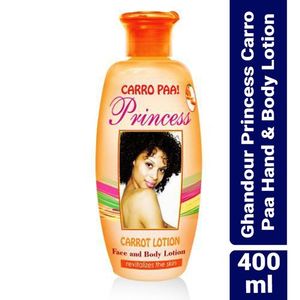 CARRO PAA!
Princess
CARROT LOTION
Face and Body Lotion
revitalizes the skin
Ghandour Princess Carro
Paa Hand & Body Lotion
400
ml